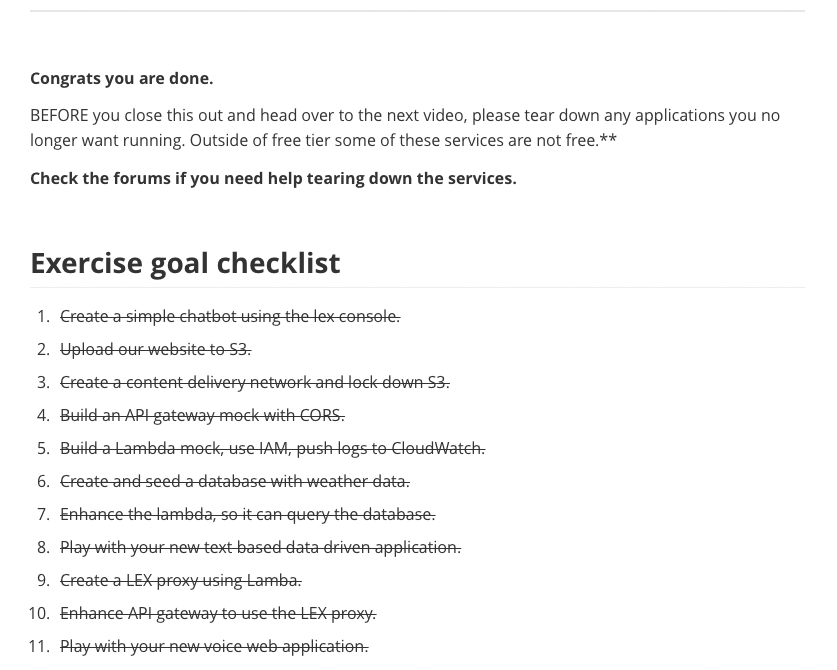 Congrats you are done.
BEFORE you close this out and head over to the next video, please tear down any applications you no
longer want running. Outside of free tier some of these services are not free.**
Check the forums if you need help tearing down the services.
Exercise goal checklist
1. Create a simple chatbot using the lex console.
2. Upload our website to S3.
3. Create a content delivery network and lock down S3.
4. Build an API gateway mock with CORS.
5. Build a Lambda mock, use IAM, push logs to CloudWatch.
6. Create and seed a database with weather data.
7. Enhance the lambda, so it can query the database.
8. Play with your new text based data driven application.
9. Create a LEX proxy using Lamba.
10. Enhance API gateway to use the LEX proxy.
11. Play with your new voice web application.